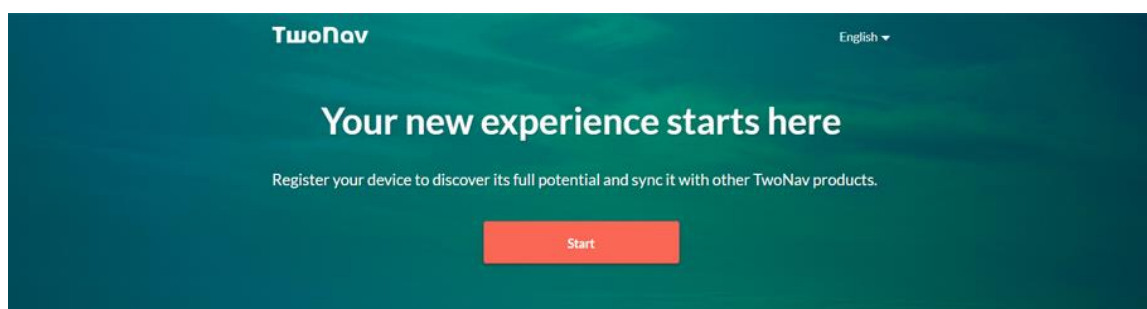 TwoNav
English
Your new experience starts here
Register your device to discover its full potential and sync it with other TwoNav products.
Start